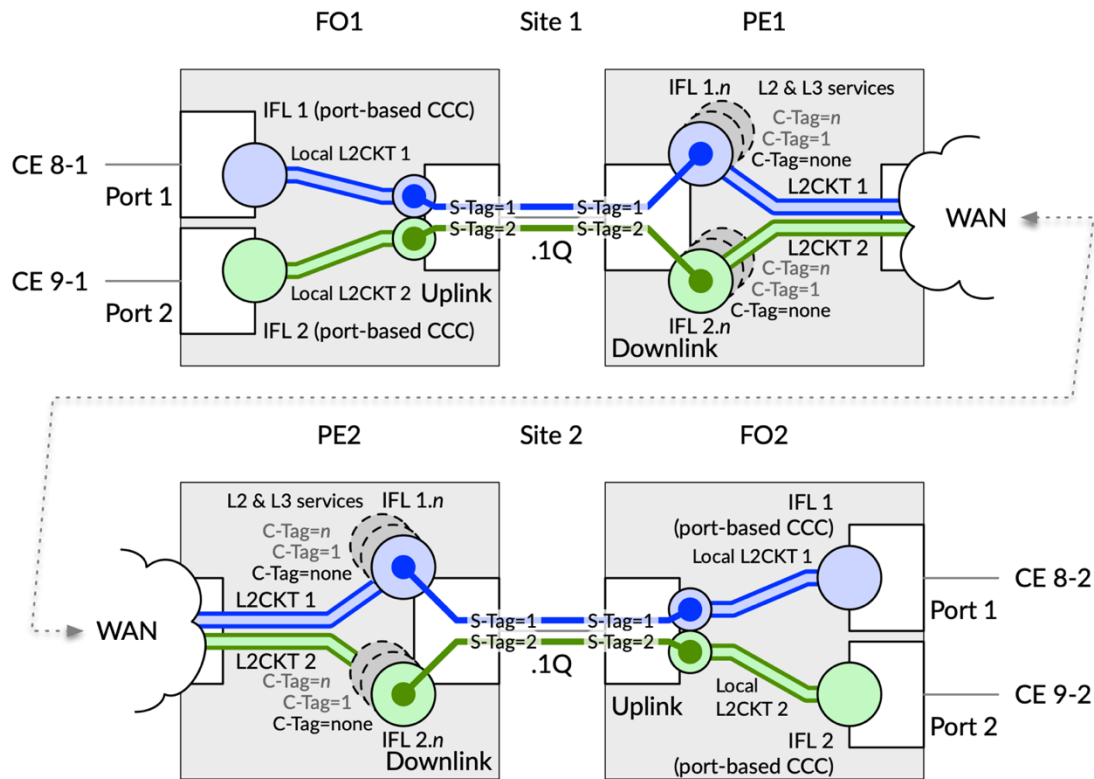 FO1 Site 1 PE1
IFL 1 (port-based CCC)
Local L2CKT 1
CE 8-1
Port 1
S-Tag=1
S-Tag=2
CE 9-1
Port 2
Local L2CKT 2
IFL 2 (port-based CCC)
Uplink
.1Q
S-Tag=1
S-Tag=2
IFL 1.n
L2 & L3 services
C-Tag=n
C-Tag=1
C-Tag=none
L2CKT 1
L2CKT 2
C-Tag=n
C-Tag=1
C-Tag=none
IFL 2.n
Downlink
WAN
PE2 Site 2 FO2
L2 & L3 services
IFL 1.n
C-Tag=n
C-Tag=1
C-Tag=none
WAN
L2CKT 1
L2CKT 2
C-Tag=n
C-Tag=1
C-Tag=none
IFL 2.n
Downlink
S-Tag=1
S-Tag=2
.1Q
S-Tag=1
S-Tag=2
Uplink
IFL 1
(port-based CCC)
Local L2CKT 1
CE 8-2
Port 1
Local
L2CKT 2
CE 9-2
Port 2
IFL 2
(port-based CCC)